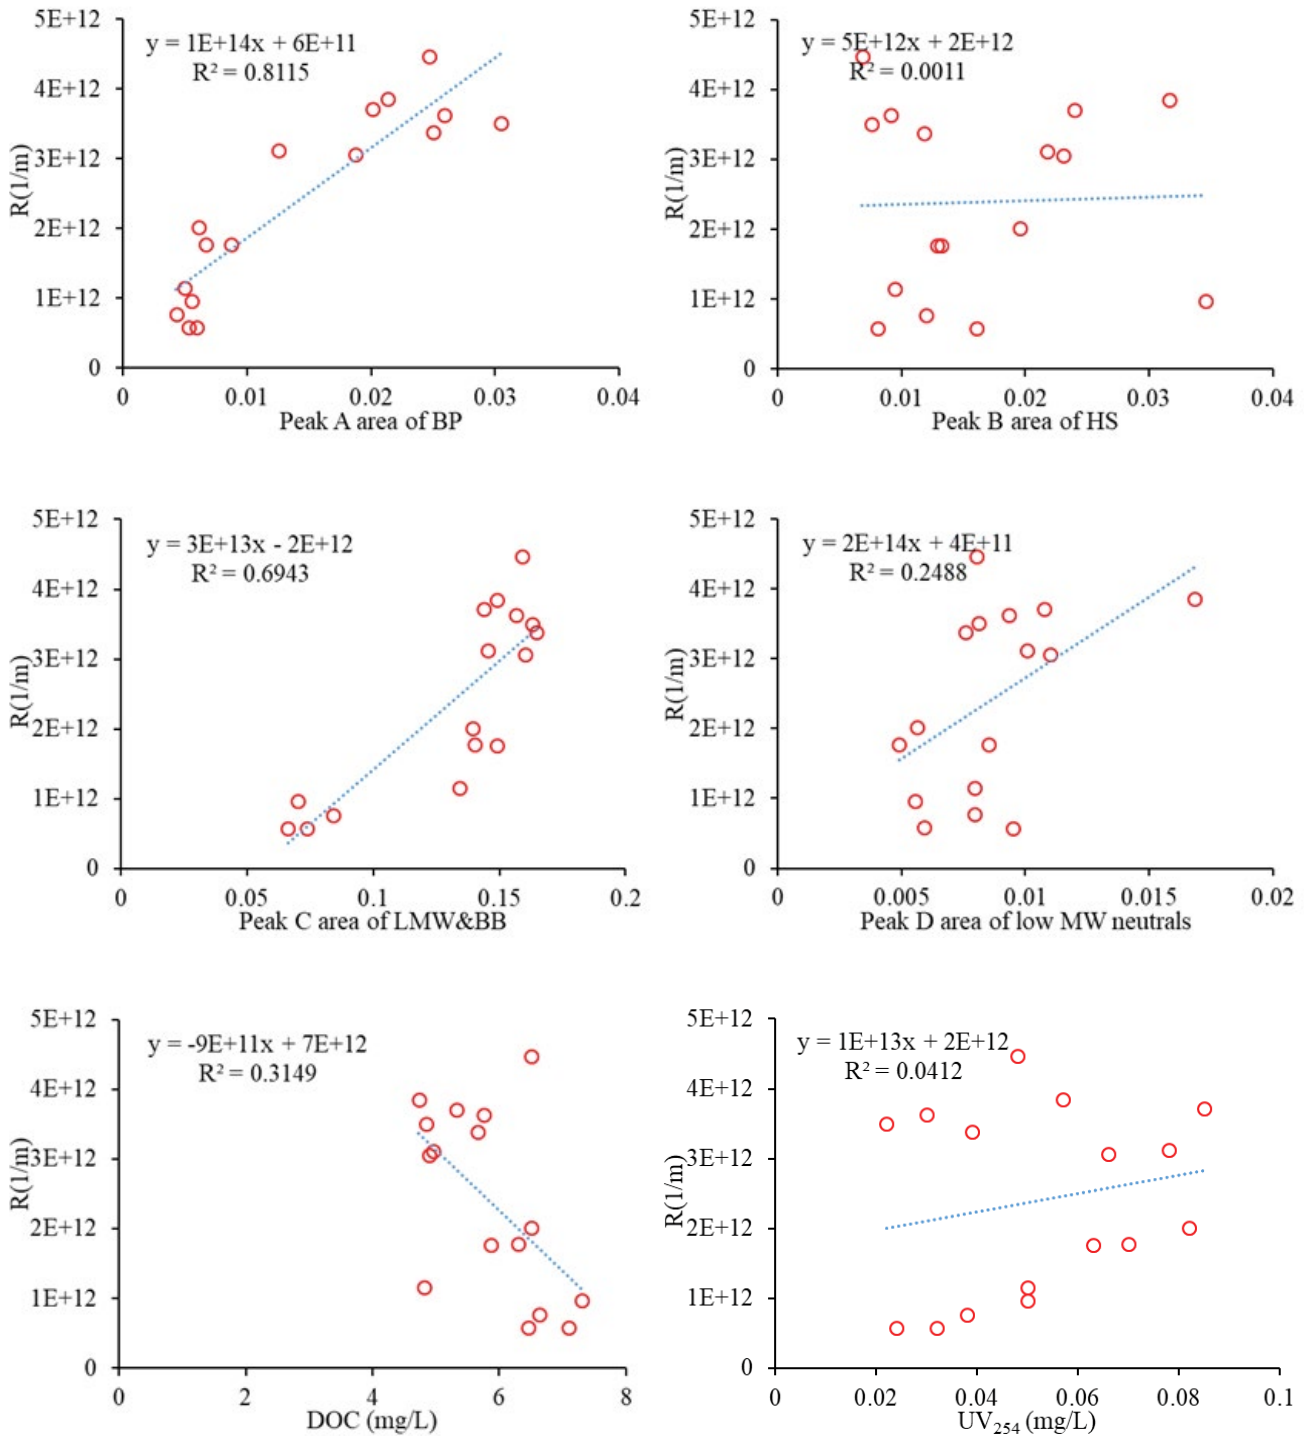 5E+12
4E+12
3E+12
2E+12
1E+12
0
R(1/m)
y = 1E+14x + 6E+11
R² = 0.8115
0 0.01 0.02 0.03 0.04
Peak A area of BP
5E+12
4E+12
3E+12
2E+12
1E+12
0
R(1/m)
y = 5E+12x + 2E+12
R² = 0.0011
0 0.01 0.02 0.03 0.04
Peak B area of HS
5E+12
4E+12
3E+12
2E+12
1E+12
0
R(1/m)
y = 3E+13x - 2E+12
R² = 0.6943
0 0.05 0.1 0.15 0.2
Peak C area of LMW&BB
5E+12
4E+12
3E+12
2E+12
1E+12
0
R(1/m)
y = 2E+14x + 4E+11
R² = 0.2488
0 0.005 0.01 0.015 0.02
Peak D area of low MW neutrals
5E+12
4E+12
3E+12
2E+12
1E+12
0
R(1/m)
y = -9E+11x + 7E+12
R² = 0.3149
0 2 4 6 8
DOC (mg/L)
5E+12
4E+12
3E+12
2E+12
1E+12
0
R(1/m)
y = 1E+13x + 2E+12
R² = 0.0412
0 0.02 0.04 0.06 0.08 0.1
UV₂₅₄ (mg/L)